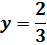 y = 2/3